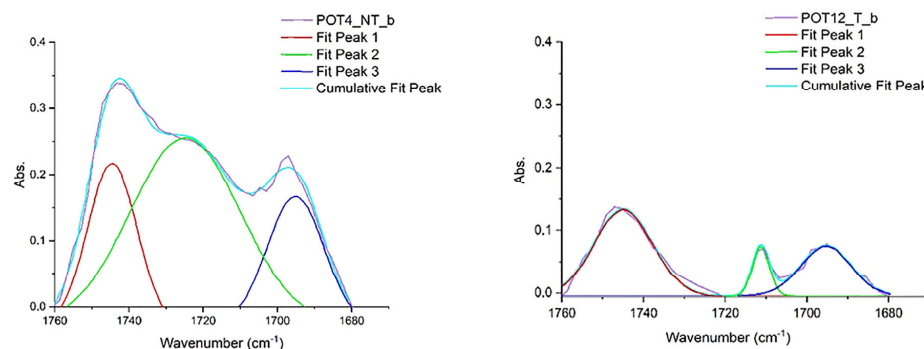 POT4_NT_b
Fit Peak 1
Fit Peak 2
Fit Peak 3
Cumulative Fit Peak
0.4
0.3
0.2
0.1
0.0
Abs.
1760 1740 1720 1700 1680
Wavenumber (cm⁻¹)
POT12_T_b
Fit Peak 1
Fit Peak 2
Fit Peak 3
Cumulative Fit Peak
0.4
0.3
0.2
0.1
0.0
Abs.
1760 1740 1720 1700 1680
Wavenumber (cm⁻¹)